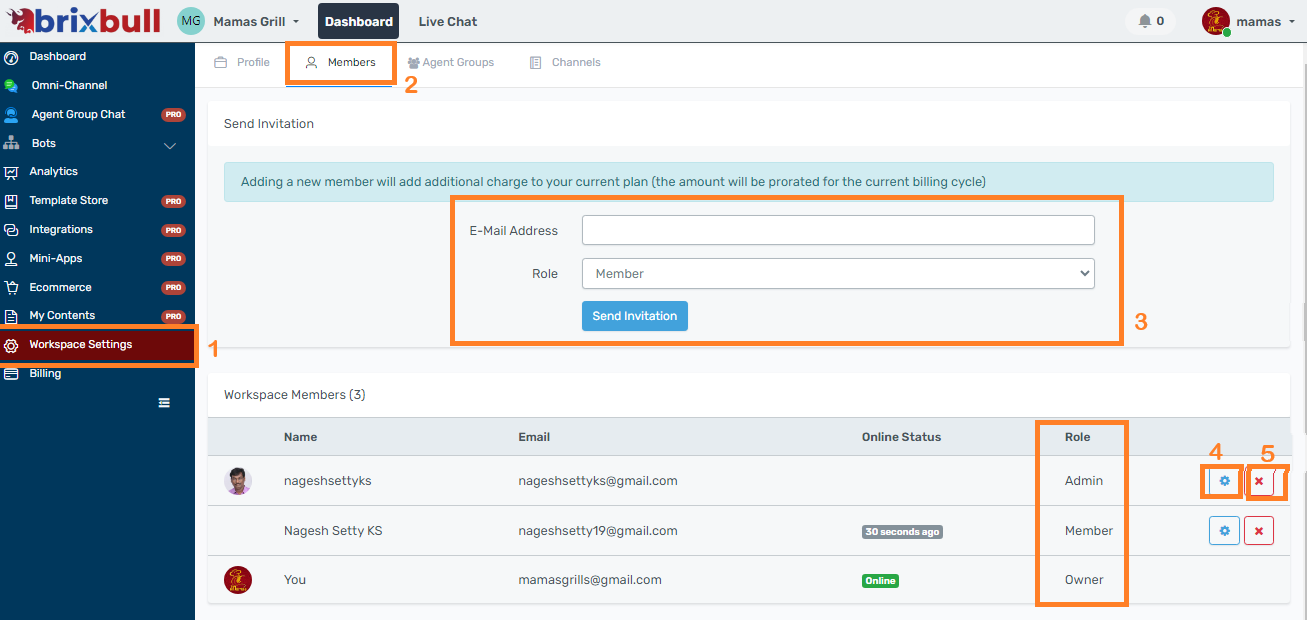 brixbull MG Mamas Grill Dashboard Live Chat 0 mamas
Dashboard
Omni-Channel
Agent Group Chat PRO
Bots
Analytics
Template Store PRO
Integrations PRO
Mini-Apps PRO
Ecommerce PRO
My Contents PRO
Workspace Settings 1
Billing
Profile Members 2 Agent Groups Channels
Send Invitation
Adding a new member will add additional charge to your current plan (the amount will be prorated for the current billing cycle)
E-Mail Address
Role Member
Send Invitation
3
Workspace Members (3)
Name Email Online Status Role
4 5
nageshsettyks nageshsettyks@gmail.com Admin
Nagesh Setty KS nageshsetty19@gmail.com 30 seconds ago Member
You mamasgrills@gmail.com Online Owner